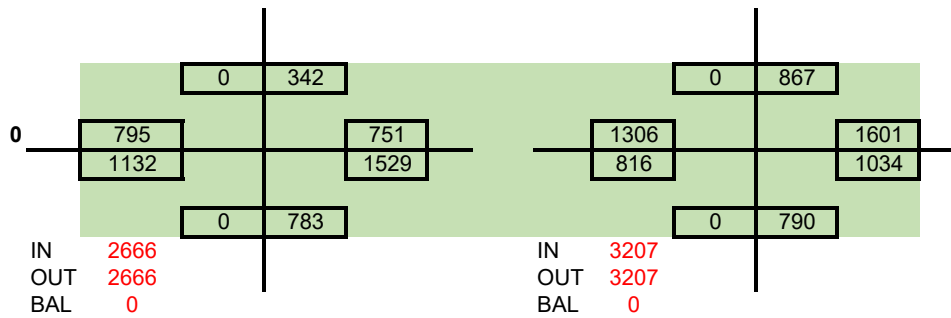 0 342 0 867
0 795 751 1306 1601
1132 1529 816 1034
0 783 0 790
IN 2666 IN 3207
OUT 2666 OUT 3207
BAL 0 BAL 0